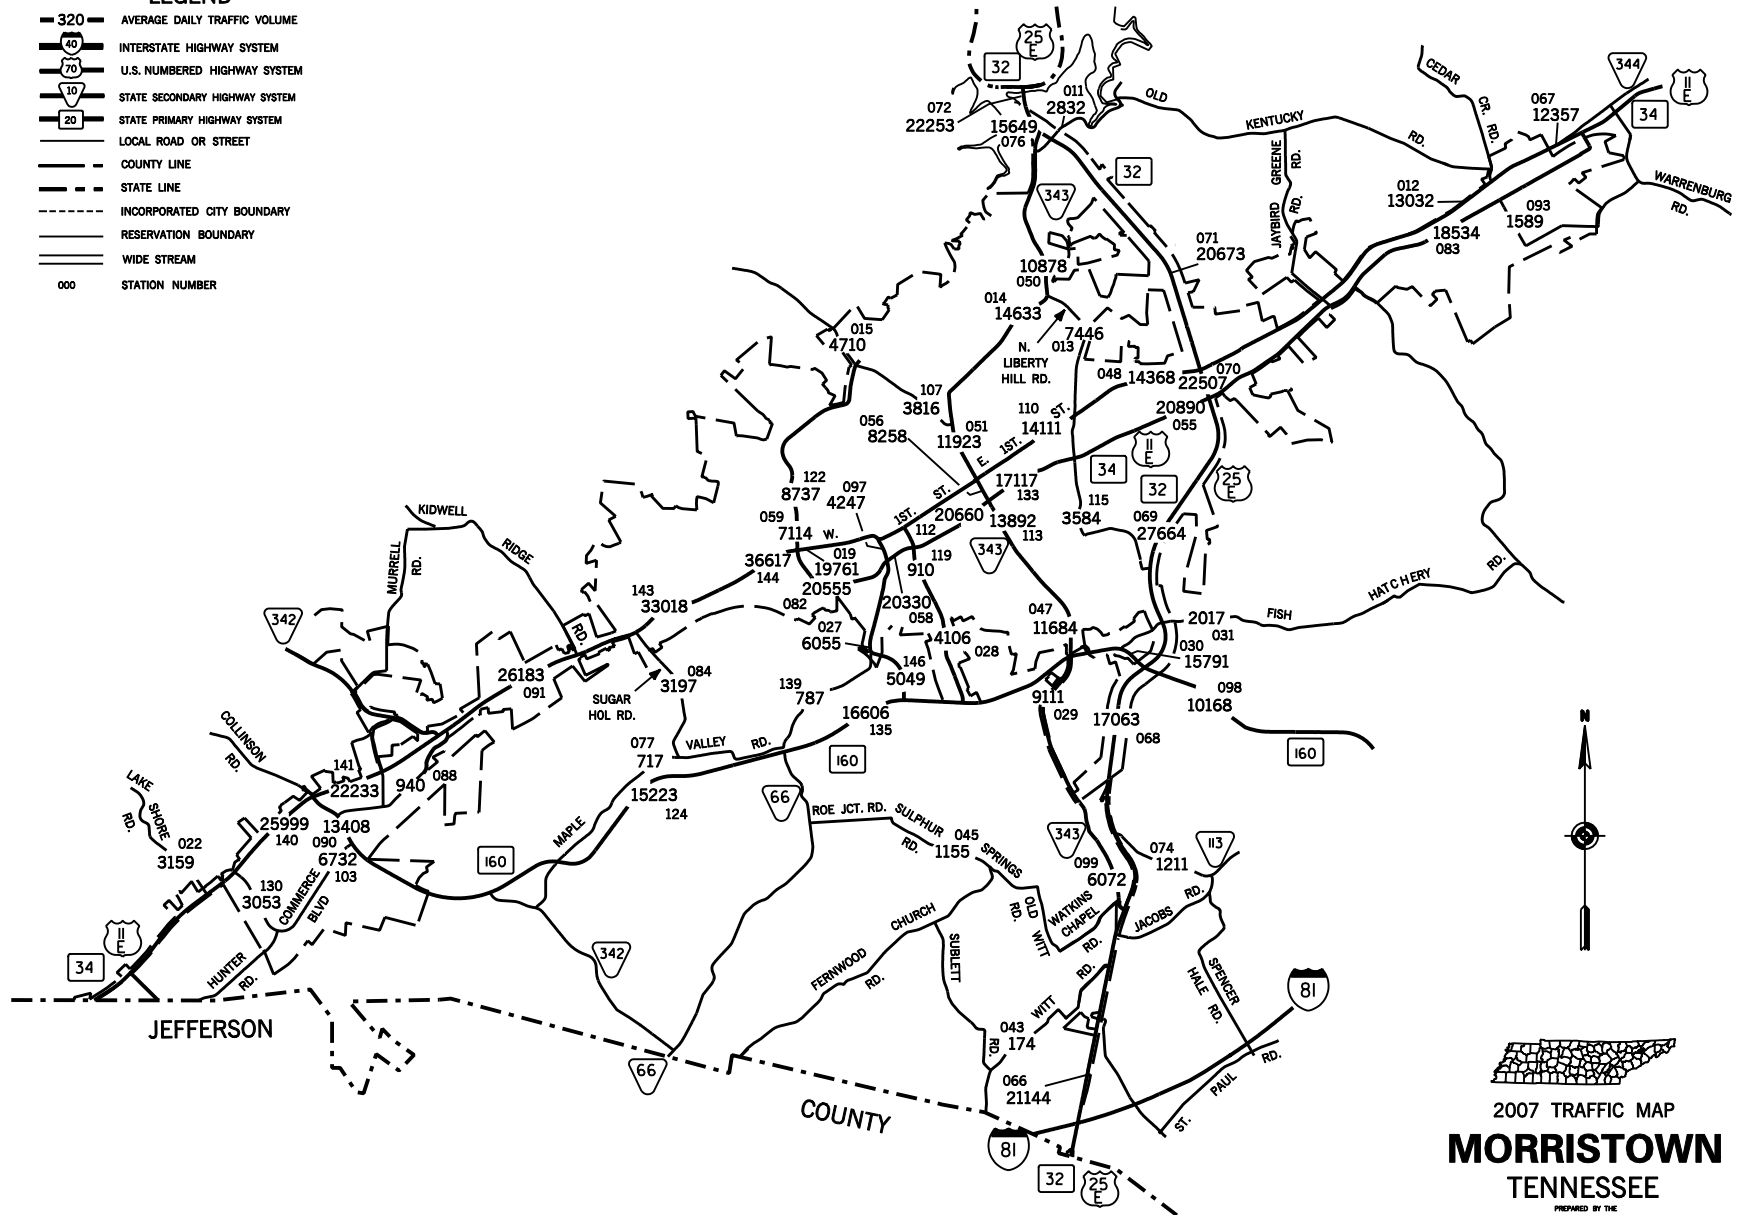 LEGEND
320 AVERAGE DAILY TRAFFIC VOLUME
40 INTERSTATE HIGHWAY SYSTEM
70 U.S. NUMBERED HIGHWAY SYSTEM
10 STATE SECONDARY HIGHWAY SYSTEM
20 STATE PRIMARY HIGHWAY SYSTEM
LOCAL ROAD OR STREET
COUNTY LINE
STATE LINE
INCORPORATED CITY BOUNDARY
RESERVATION BOUNDARY
WIDE STREAM
000 STATION NUMBER
25
E
32
072
22253
15649
076
011
2832
OLD
KENTUCKY
RD.
CEDAR
CR. RD.
067
12357
344
11
E
34
32
343
JAYBIRD GREENE
RD.
RD.
012
13032
093
1589
WARRENBURG
RD.
18534
083
071
20673
10878
050
014
14633
7446
013
N.
LIBERTY
HILL RD.
015
4710
107
3816
048
14368
22507
070
110
14111
ST.
20890
055
056
8258
051
11923
E. 1ST.
11
E
34
32
25
E
17117
133
122
8737
097
4247
ST.
1ST.
20660
13892
113
115
3584
069
27664
059
7114
W.
112
119
343
KIDWELL
RIDGE
RD.
MURRELL
RD.
36617
144
019
19761
20555
910
HATCHERY
RD.
143
33018
082
20330
058
047
11684
2017
031
FISH
342
027
6055
4106
028
030
15791
26183
091
084
3197
SUGAR
HOL RD.
146
5049
139
787
9111
029
098
10168
COLLINSON
RD.
16606
135
17063
068
077
717
VALLEY RD.
160
160
141
22233
940
088
LAKE
SHORE
RD.
15223
124
66
ROE JCT. RD.
SULPHUR
RD.
SPRINGS
25999
140
13408
090
6732
103
MAPLE
160
045
1155
343
074
1211
113
022
3159
099
6072
130
3053
COMMERCE
BLVD
OLD
RD.
WITT
WATKINS
CHAPEL
RD.
JACOBS RD.
CHURCH
11
E
34
HUNTER
RD.
342
FERNWOOD
RD.
SUBLETT
RD.
SPENCER
HALE RD.
81
WITT
RD.
JEFFERSON
043
174
66
066
21144
ST.
PAUL
RD.
COUNTY
81
32
25
E
N
2007 TRAFFIC MAP
MORRISTOWN
TENNESSEE
PREPARED BY THE